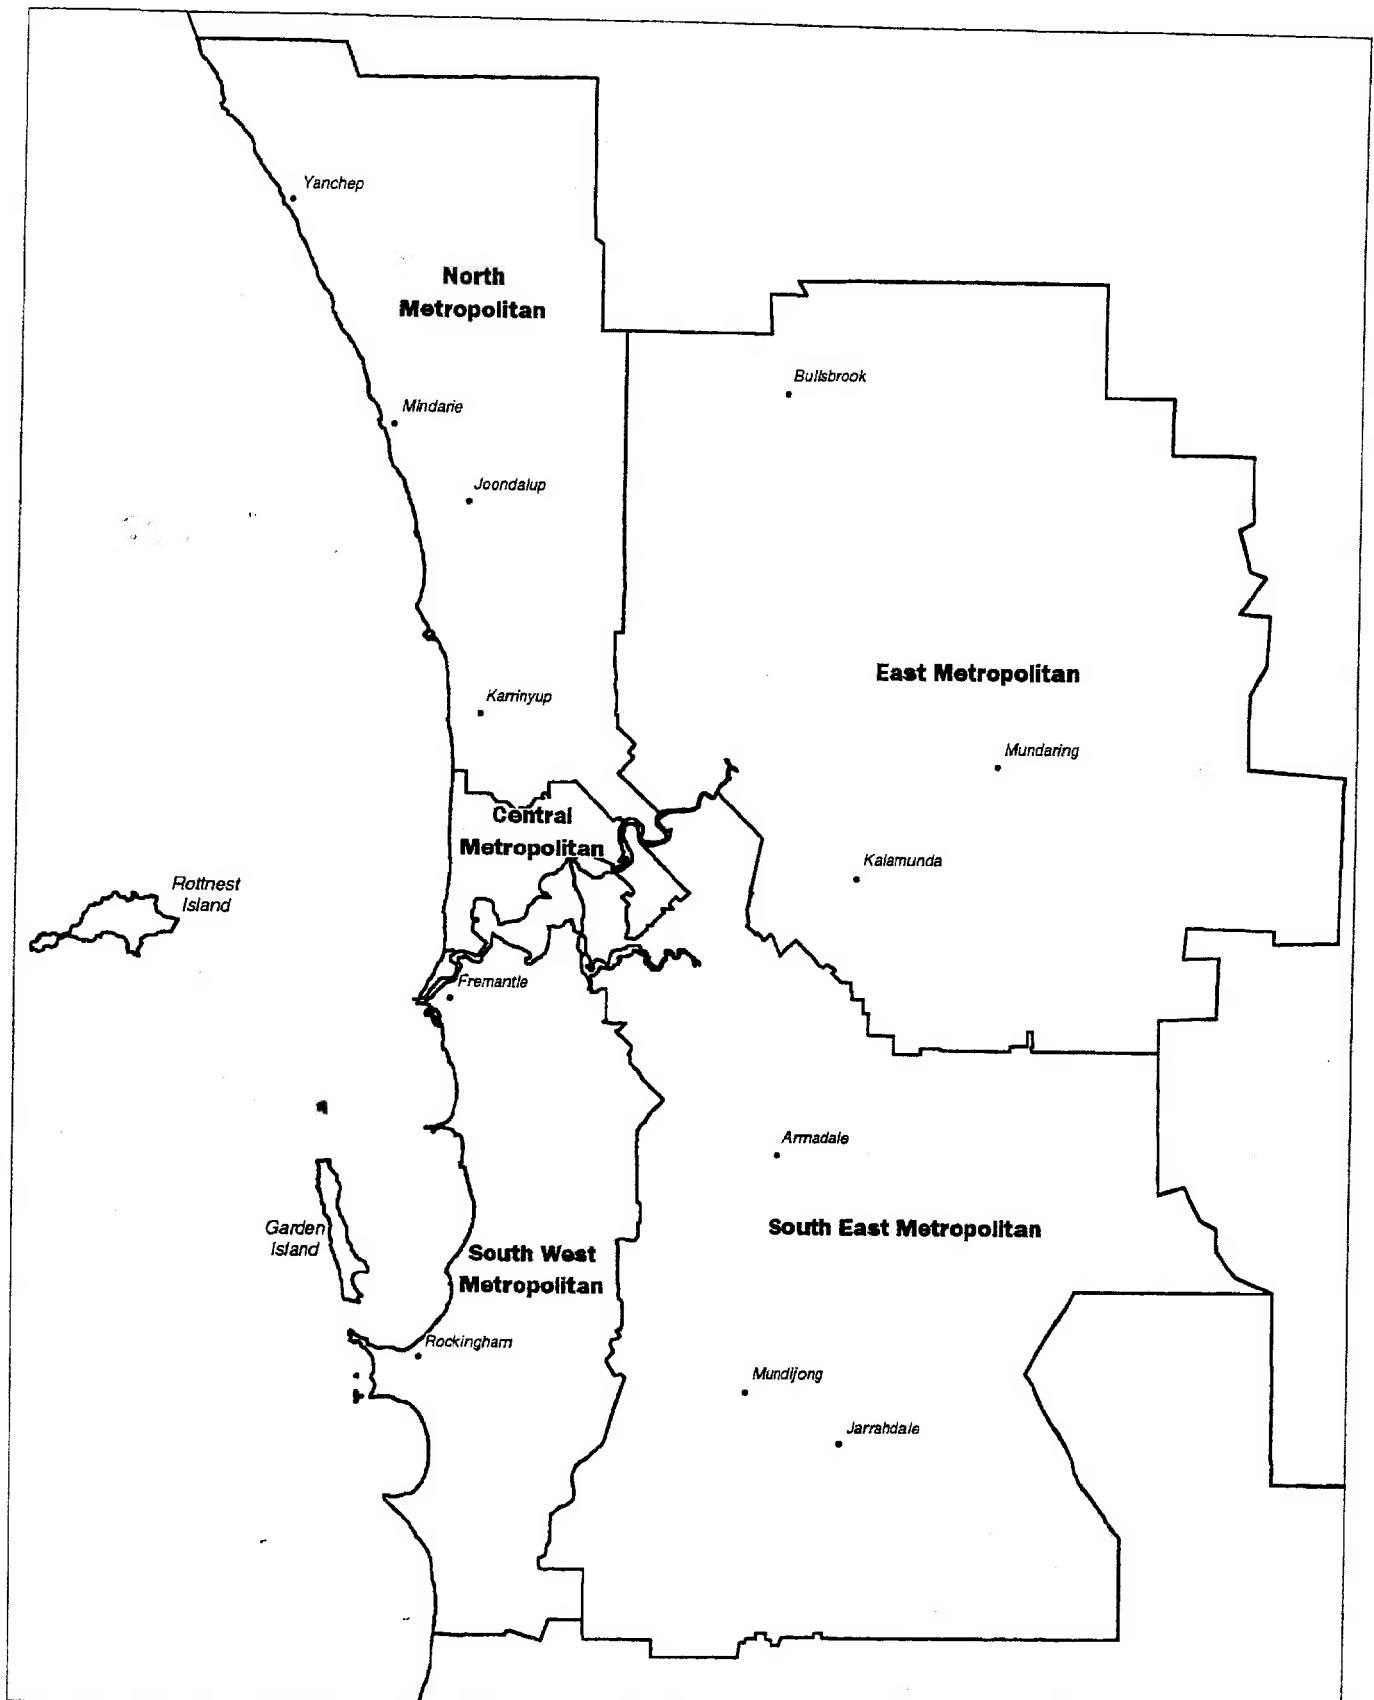 Yanchep
North
Metropolitan
Bullsbrook
Mindarie
Joondalup
East Metropolitan
Karrinyup
Mundaring
Central
Metropolitan
Kalamunda
Rottnest
Island
Fremantle
Armadale
South East Metropolitan
Garden
Island
South West
Metropolitan
Rockingham
Mundijong
Jarrahdale